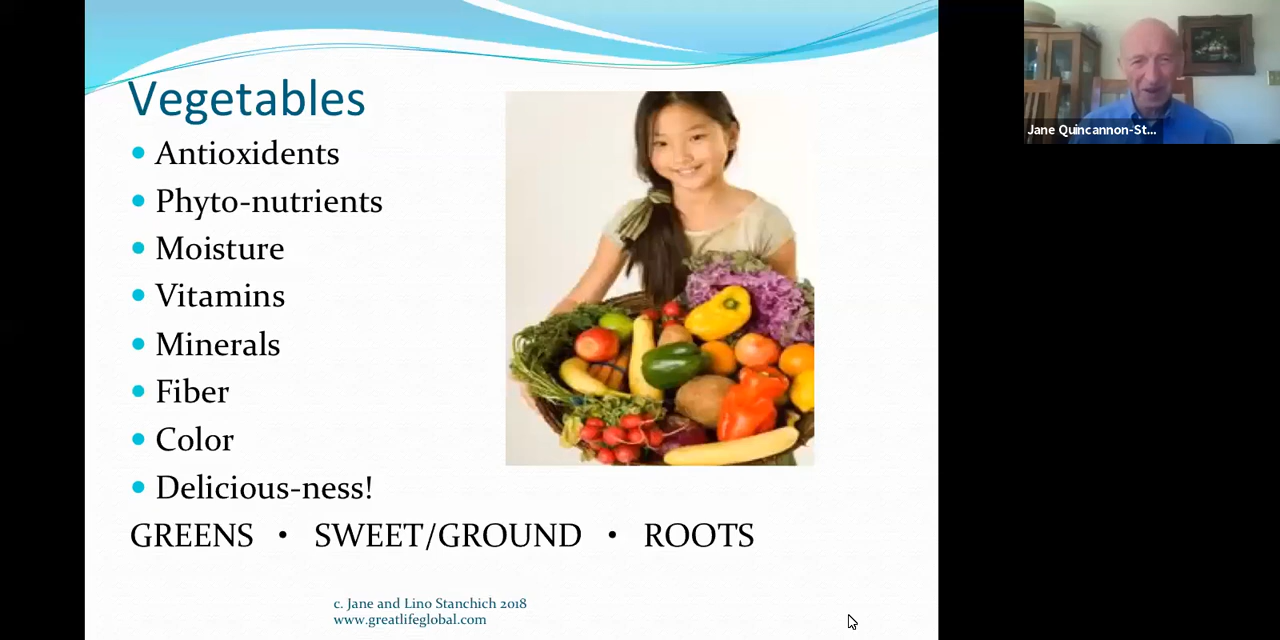 Vegetables
• Antioxidents
• Phyto-nutrients
• Moisture
• Vitamins
• Minerals
• Fiber
• Color
• Delicious-ness!
GREENS • SWEET/GROUND • ROOTS
c. Jane and Lino Stanchich 2018
www.greatlifeglobal.com
Jane Quincannon-St...